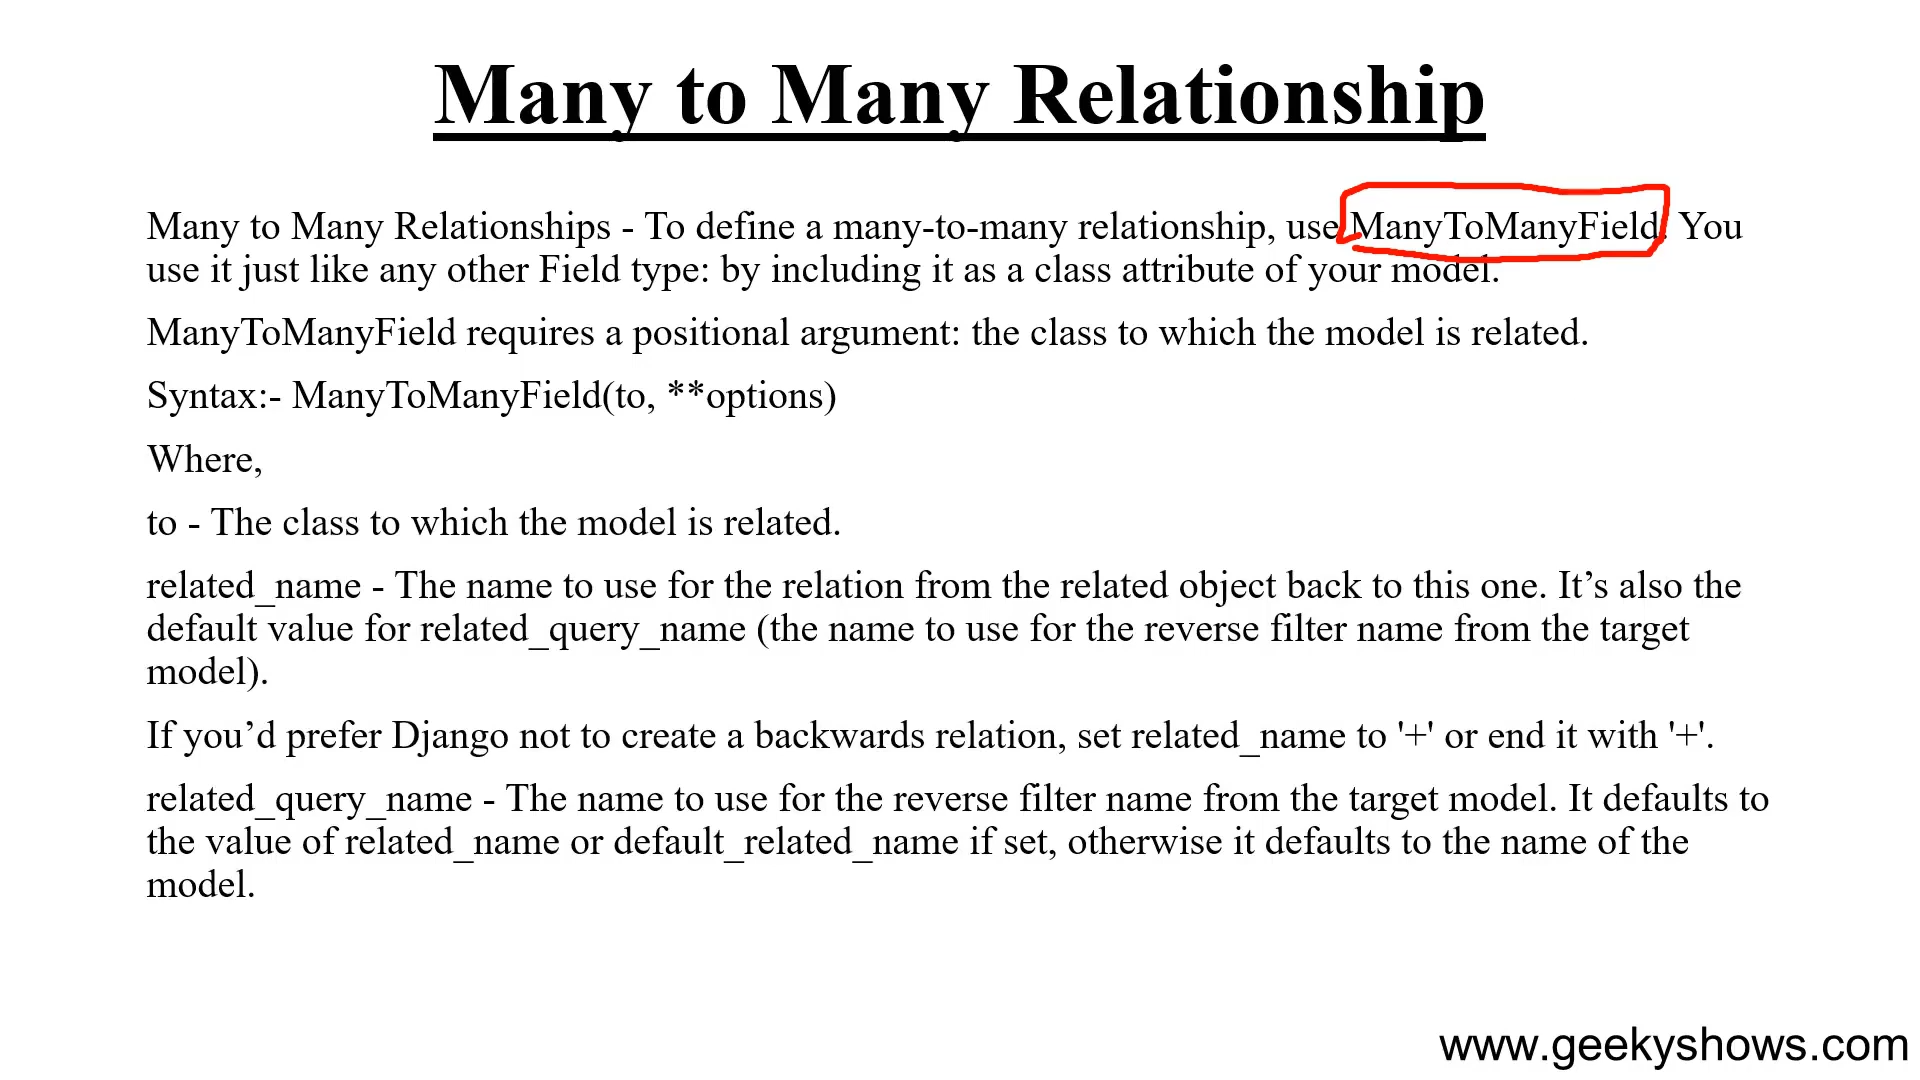 Many to Many Relationship
Many to Many Relationships - To define a many-to-many relationship, use ManyToManyField. You
use it just like any other Field type: by including it as a class attribute of your model.
ManyToManyField requires a positional argument: the class to which the model is related.
Syntax:- ManyToManyField(to, **options)
Where,
to - The class to which the model is related.
related_name - The name to use for the relation from the related object back to this one. It’s also the
default value for related_query_name (the name to use for the reverse filter name from the target
model).
If you’d prefer Django not to create a backwards relation, set related_name to '+' or end it with '+'.
related_query_name - The name to use for the reverse filter name from the target model. It defaults to
the value of related_name or default_related_name if set, otherwise it defaults to the name of the
model.
www.geekyshows.com